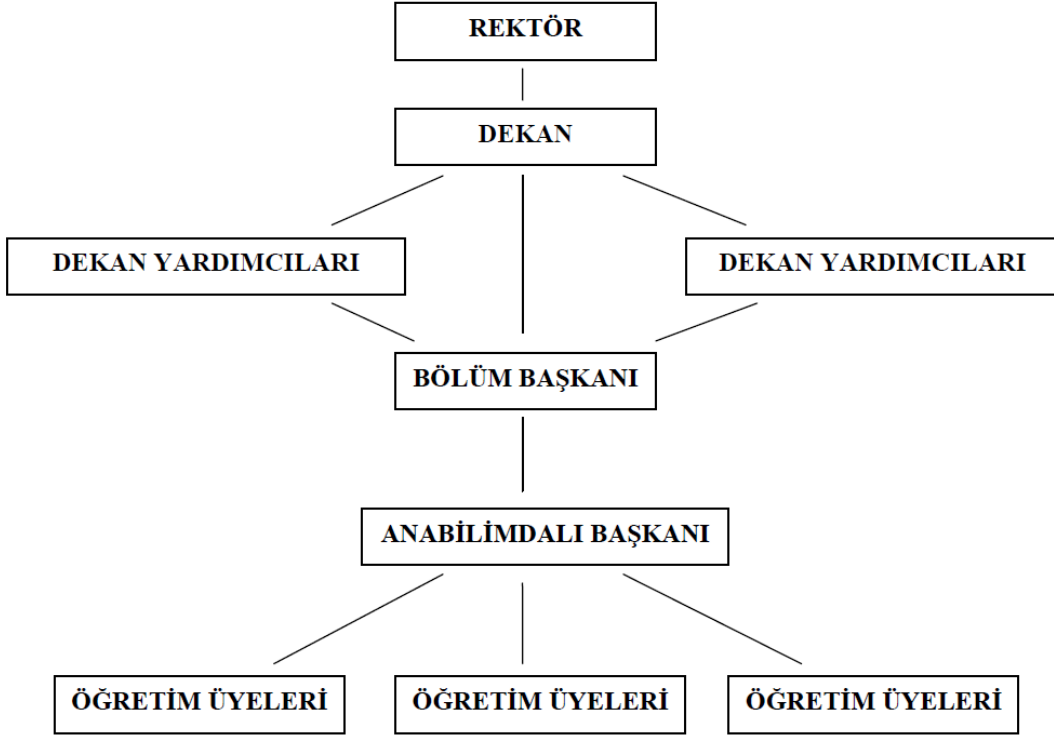 REKTÖR
DEKAN
DEKAN YARDIMCILARI
DEKAN YARDIMCILARI
BÖLÜM BAŞKANI
ANABİLİMDALI BAŞKANI
ÖĞRETİM ÜYELERİ
ÖĞRETİM ÜYELERİ
ÖĞRETİM ÜYELERİ